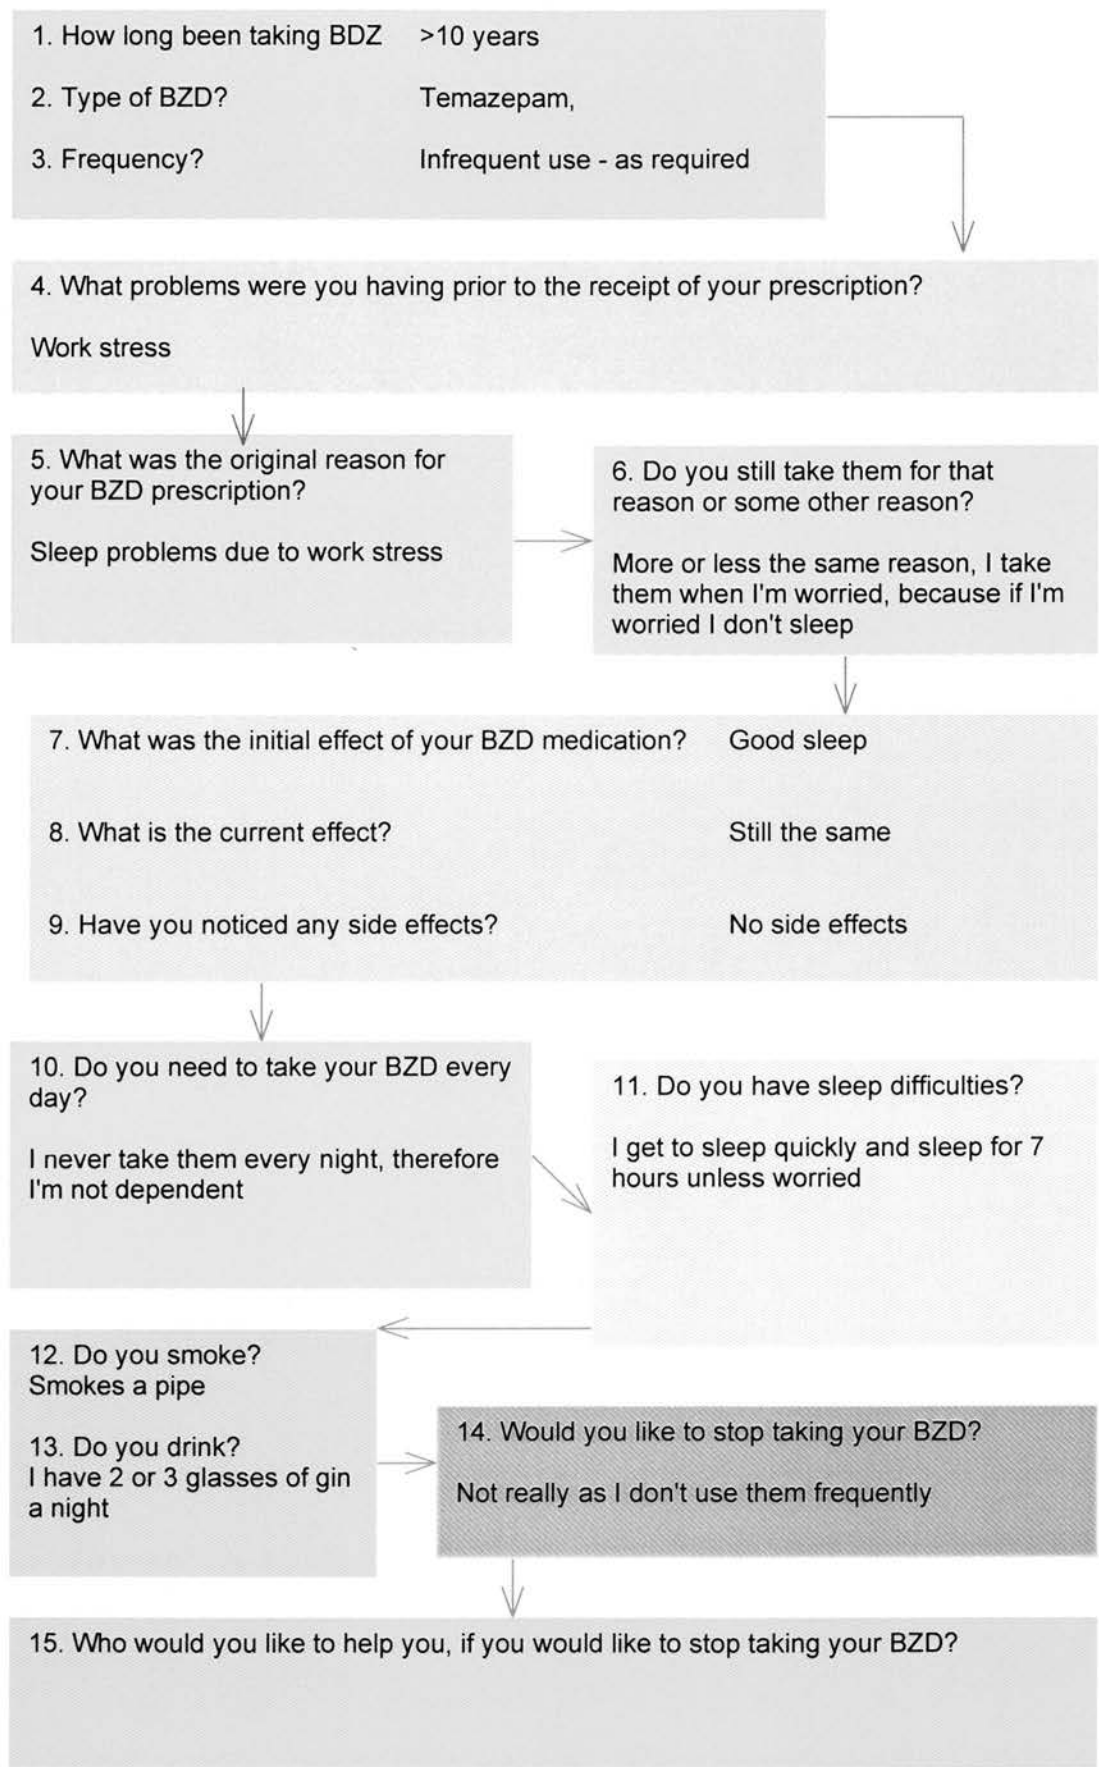 1. How long been taking BDZ >10 years
2. Type of BZD? Temazepam,
3. Frequency? Infrequent use - as required
4. What problems were you having prior to the receipt of your prescription?
Work stress
5. What was the original reason for
your BZD prescription?
Sleep problems due to work stress
6. Do you still take them for that
reason or some other reason?
More or less the same reason, I take
them when I'm worried, because if I'm
worried I don't sleep
7. What was the initial effect of your BZD medication? Good sleep
8. What is the current effect? Still the same
9. Have you noticed any side effects? No side effects
10. Do you need to take your BZD every
day?
I never take them every night, therefore
I'm not dependent
11. Do you have sleep difficulties?
I get to sleep quickly and sleep for 7
hours unless worried
12. Do you smoke?
Smokes a pipe
13. Do you drink?
I have 2 or 3 glasses of gin
a night
14. Would you like to stop taking your BZD?
Not really as I don't use them frequently
15. Who would you like to help you, if you would like to stop taking your BZD?